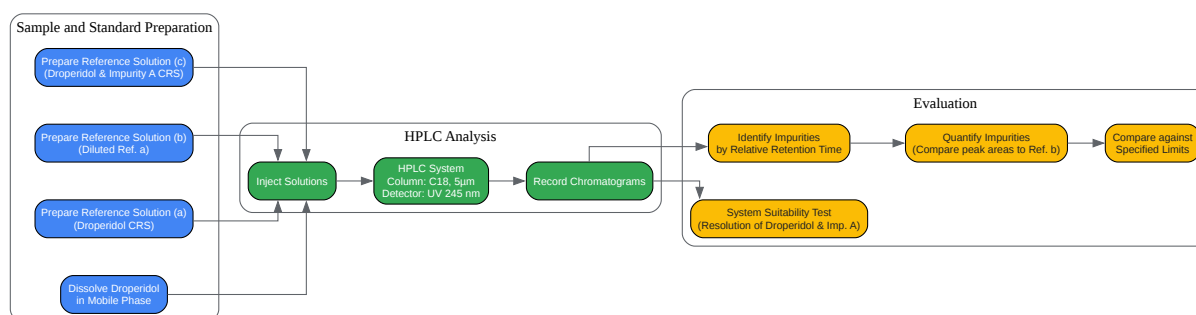 Sample and Standard Preparation
Prepare Reference Solution (c)
(Droperidol & Impurity A CRS)
Prepare Reference Solution (b)
(Diluted Ref. a)
Prepare Reference Solution (a)
(Droperidol CRS)
Dissolve Droperidol
in Mobile Phase
HPLC Analysis
Inject Solutions
HPLC System
Column: C18, 5µm
Detector: UV 245 nm
Record Chromatograms
Evaluation
Identify Impurities
by Relative Retention Time
Quantify Impurities
(Compare peak areas to Ref. b)
Compare against
Specified Limits
System Suitability Test
(Resolution of Droperidol & Imp. A)